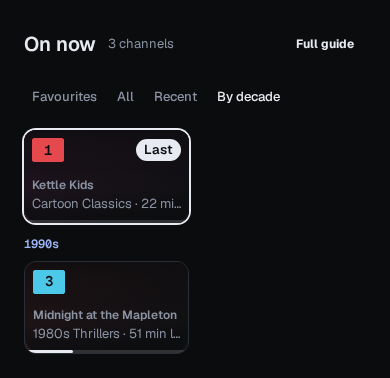 On now 3 channels Full guide
Favourites All Recent By decade
1 Last
Kettle Kids
Cartoon Classics · 22 mi...
1990s
3
Midnight at the Mapleton
1980s Thrillers · 51 min l...